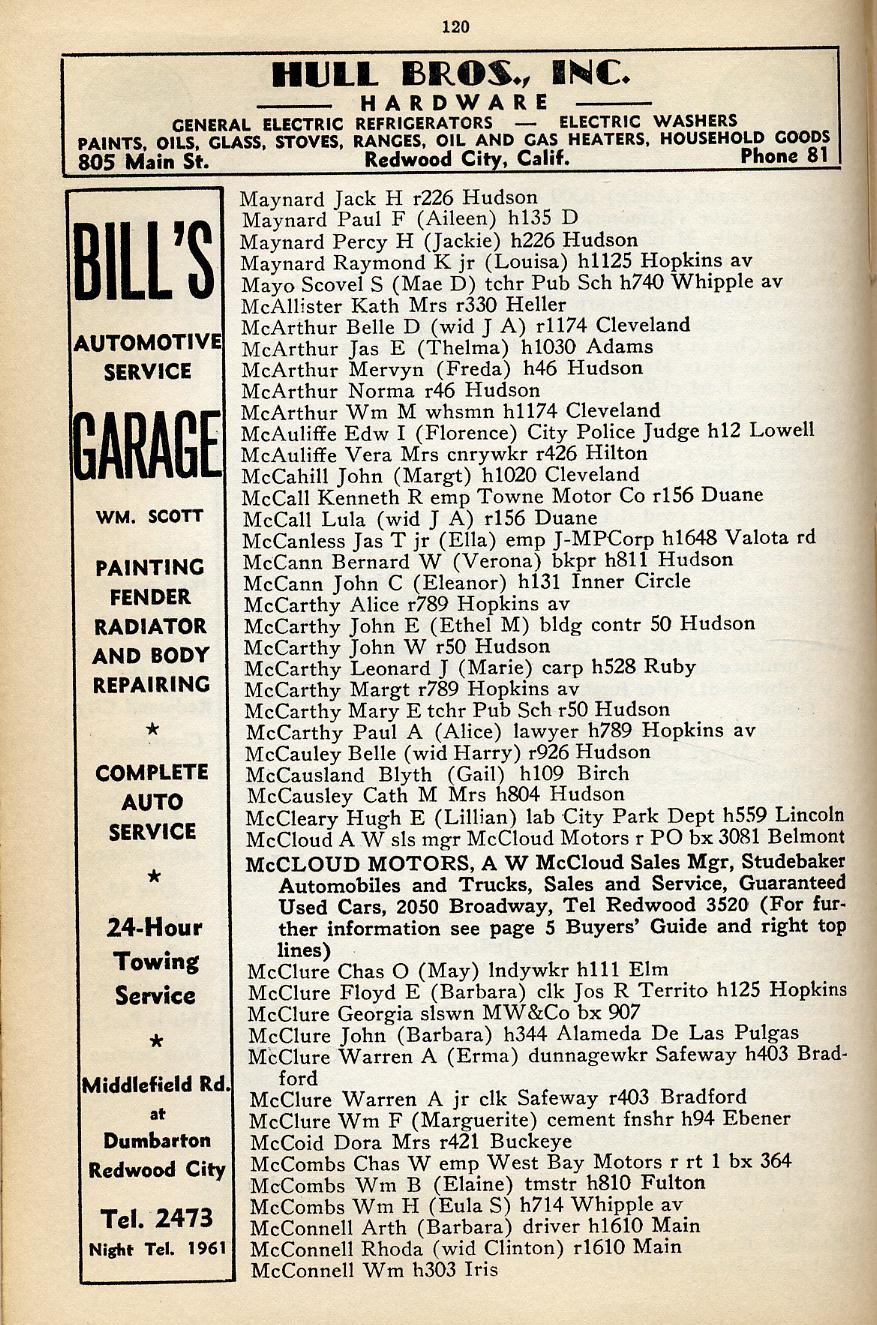 120
HULL BROS., INC.
HARDWARE
GENERAL ELECTRIC REFRIGERATORS — ELECTRIC WASHERS
PAINTS, OILS, GLASS, STOVES, RANGES, OIL AND GAS HEATERS, HOUSEHOLD GOODS
805 Main St. Redwood City, Calif. Phone 81
BILL'S
AUTOMOTIVE
SERVICE
GARAGE
WM. SCOTT
PAINTING
FENDER
RADIATOR
AND BODY
REPAIRING
★
COMPLETE
AUTO
SERVICE
★
24-Hour
Towing
Service
★
Middlefield Rd.
at
Dumbarton
Redwood City
Tel. 2473
Night Tel. 1961
Maynard Jack H r226 Hudson
Maynard Paul F (Aileen) h135 D
Maynard Percy H (Jackie) h226 Hudson
Maynard Raymond K jr (Louisa) h1125 Hopkins av
Mayo Scovel S (Mae D) tchr Pub Sch h740 Whipple av
McAllister Kath Mrs r330 Heller
McArthur Belle D (wid J A) r1174 Cleveland
McArthur Jas E (Thelma) h1030 Adams
McArthur Mervyn (Freda) h46 Hudson
McArthur Norma r46 Hudson
McArthur Wm M whsmn h1174 Cleveland
McAuliffe Edw I (Florence) City Police Judge h12 Lowell
McAuliffe Vera Mrs cnrywkr r426 Hilton
McCahill John (Margt) h1020 Cleveland
McCall Kenneth R emp Towne Motor Co r156 Duane
McCall Lula (wid J A) r156 Duane
McCanless Jas T jr (Ella) emp J-MPCorp h1648 Valota rd
McCann Bernard W (Verona) bkpr h811 Hudson
McCann John C (Eleanor) h131 Inner Circle
McCarthy Alice r789 Hopkins av
McCarthy John E (Ethel M) bldg contr 50 Hudson
McCarthy John W r50 Hudson
McCarthy Leonard J (Marie) carp h528 Ruby
McCarthy Margt r789 Hopkins av
McCarthy Mary E tchr Pub Sch r50 Hudson
McCarthy Paul A (Alice) lawyer h789 Hopkins av
McCauley Belle (wid Harry) r926 Hudson
McCausland Blyth (Gail) h109 Birch
McCausley Cath M Mrs h804 Hudson
McCleary Hugh E (Lillian) lab City Park Dept h559 Lincoln
McCloud A W sls mgr McCloud Motors r PO bx 3081 Belmont
McCLOUD MOTORS, A W McCloud Sales Mgr, Studebaker
Automobiles and Trucks, Sales and Service, Guaranteed
Used Cars, 2050 Broadway, Tel Redwood 3520 (For fur-
ther information see page 5 Buyers' Guide and right top
lines)
McClure Chas O (May) lndywkr h111 Elm
McClure Floyd E (Barbara) clk Jos R Territo h125 Hopkins
McClure Georgia slswn MW&Co bx 907
McClure John (Barbara) h344 Alameda De Las Pulgas
McClure Warren A (Erma) dunnagewkr Safeway h403 Brad-
ford
McClure Warren A jr clk Safeway r403 Bradford
McClure Wm F (Marguerite) cement fnshr h94 Ebener
McCoid Dora Mrs r421 Buckeye
McCombs Chas W emp West Bay Motors r rt 1 bx 364
McCombs Wm B (Elaine) tmstr h810 Fulton
McCombs Wm H (Eula S) h714 Whipple av
McConnell Arth (Barbara) driver h1610 Main
McConnell Rhoda (wid Clinton) r1610 Main
McConnell Wm h303 Iris